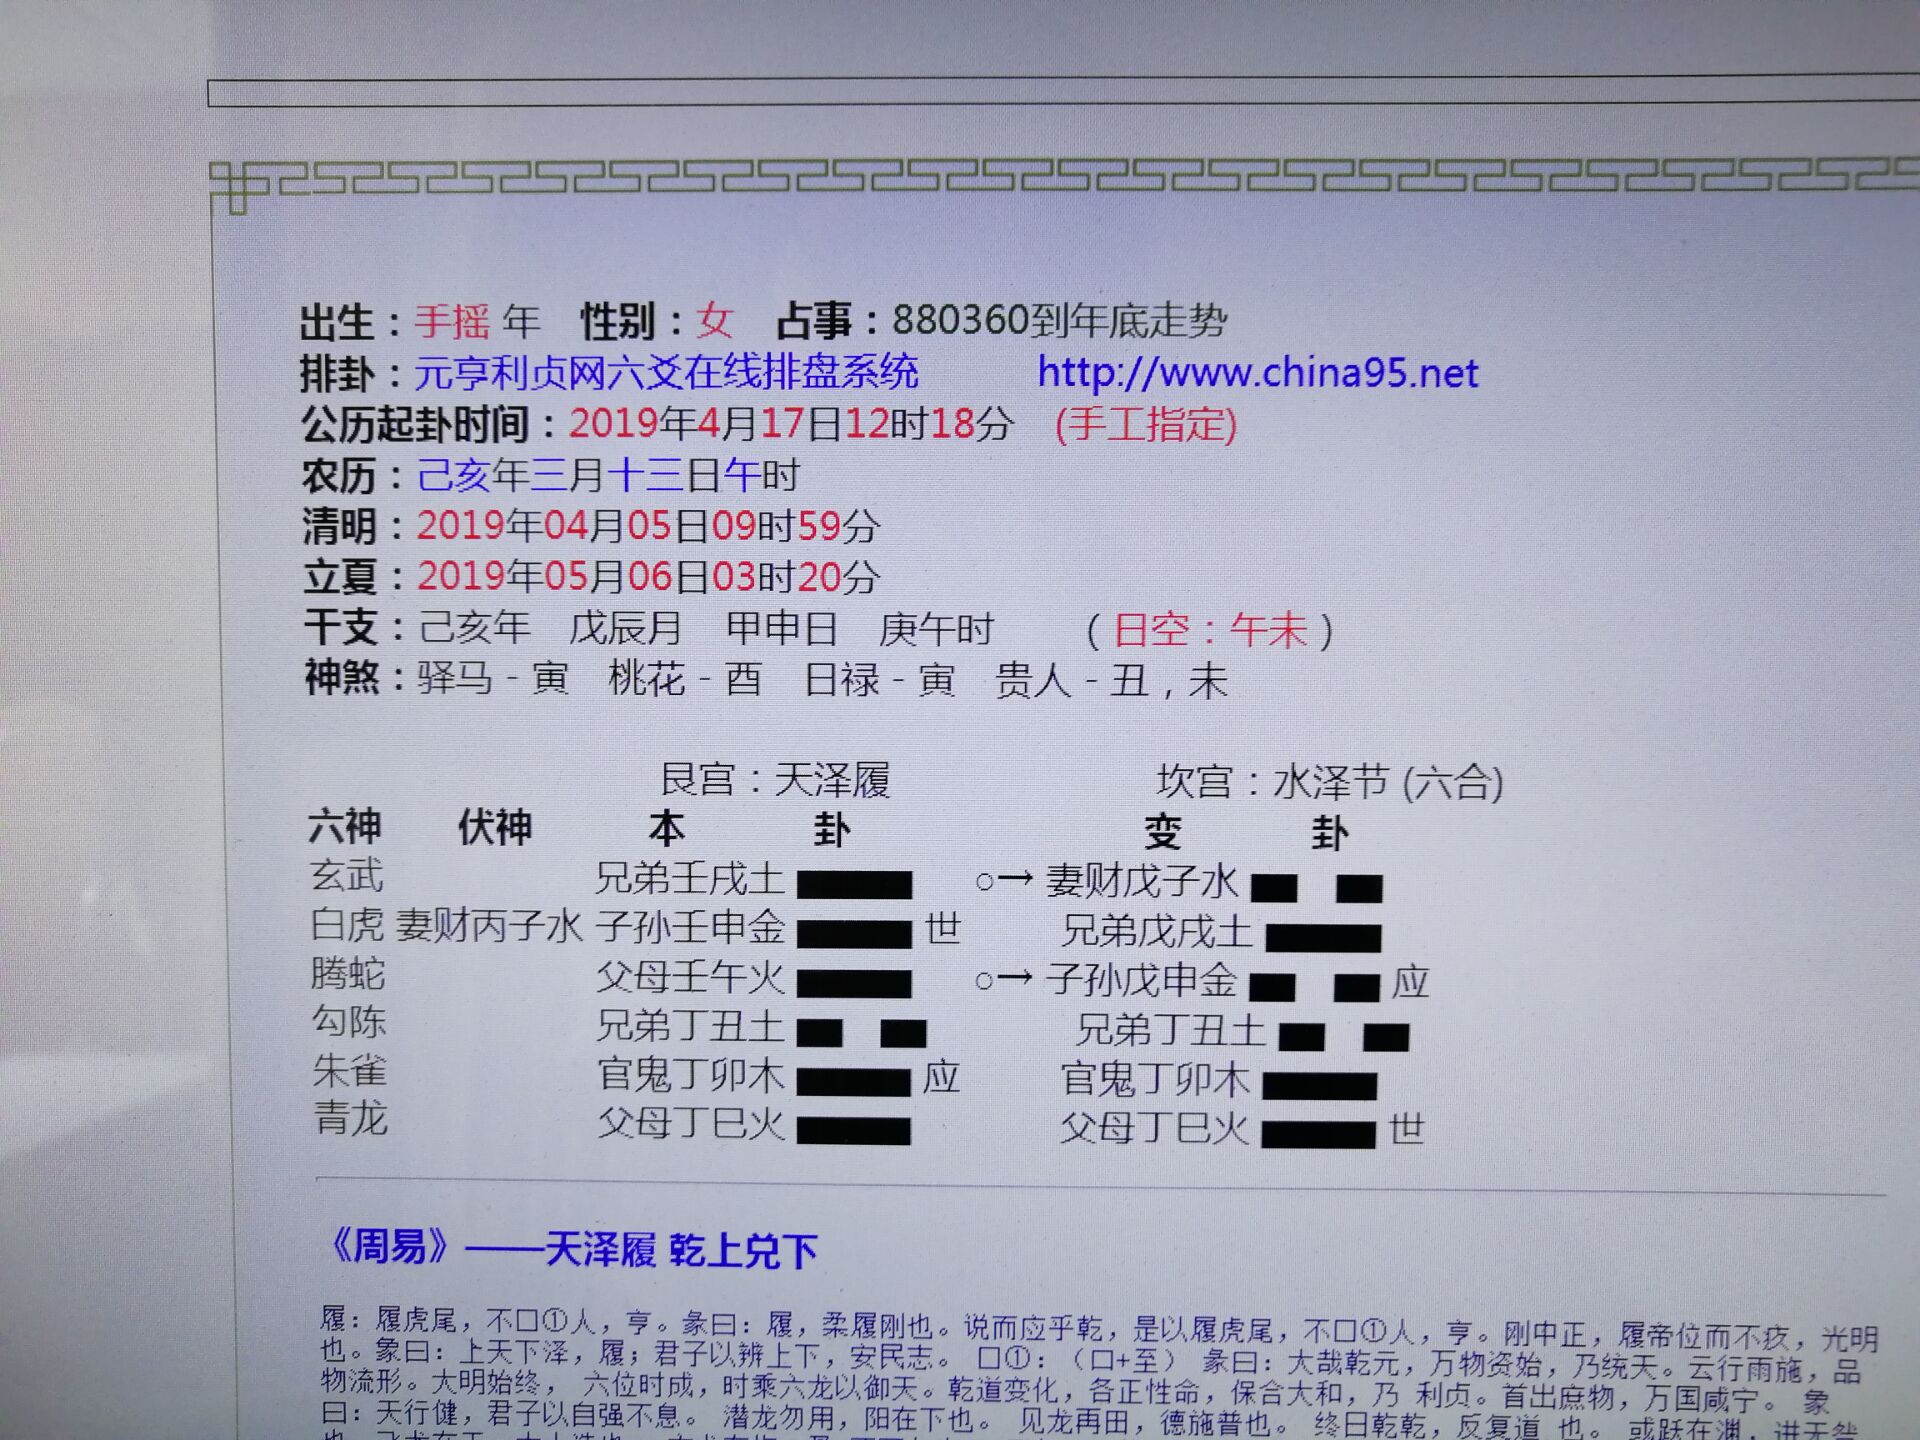 出生：手摇 年 性别：女 占事：880360到年底走势
排卦：元亨利贞网六爻在线排盘系统 http://www.china95.net
公历起卦时间：2019年4月17日12时18分 (手工指定)
农历：己亥年三月十三日午时
清明：2019年04月05日09时59分
立夏：2019年05月06日03时20分
干支：己亥年 戊辰月 甲申日 庚午时 （日空：午未）
神煞：驿马－寅 桃花－酉 日禄－寅 贵人－丑，未
艮宫：天泽履 坎宫：水泽节 (六合)
六神 伏神 本 卦 变 卦
玄武 兄弟壬戌土 ○→ 妻财戊子水
白虎 妻财丙子水 子孙壬申金 世 兄弟戊戌土
腾蛇 父母壬午火 ○→ 子孙戊申金 应
勾陈 兄弟丁丑土 兄弟丁丑土
朱雀 官鬼丁卯木 应 官鬼丁卯木
青龙 父母丁巳火 父母丁巳火 世
《周易》——天泽履 乾上兑下
履：履虎尾，不口①人，亨。彖曰：履，柔履刚也。说而应乎乾，是以履虎尾，不口①人，亨。刚中正，履帝位而不疚，光明
也。象曰：上天下泽，履；君子以辨上下，安民志。 口①：（口+至） 彖曰：大哉乾元，万物资始，乃统天。云行雨施，品
物流形。大明始终， 六位时成，时乘六龙以御天。乾道变化，各正性命，保合大和，乃 利贞。首出庶物，万国咸宁。 象
曰：天行健，君子以自强不息。 潜龙勿用，阳在下也。 见龙再田，德施普也。 终日乾乾，反复道 也。 或跃在渊，进无咎